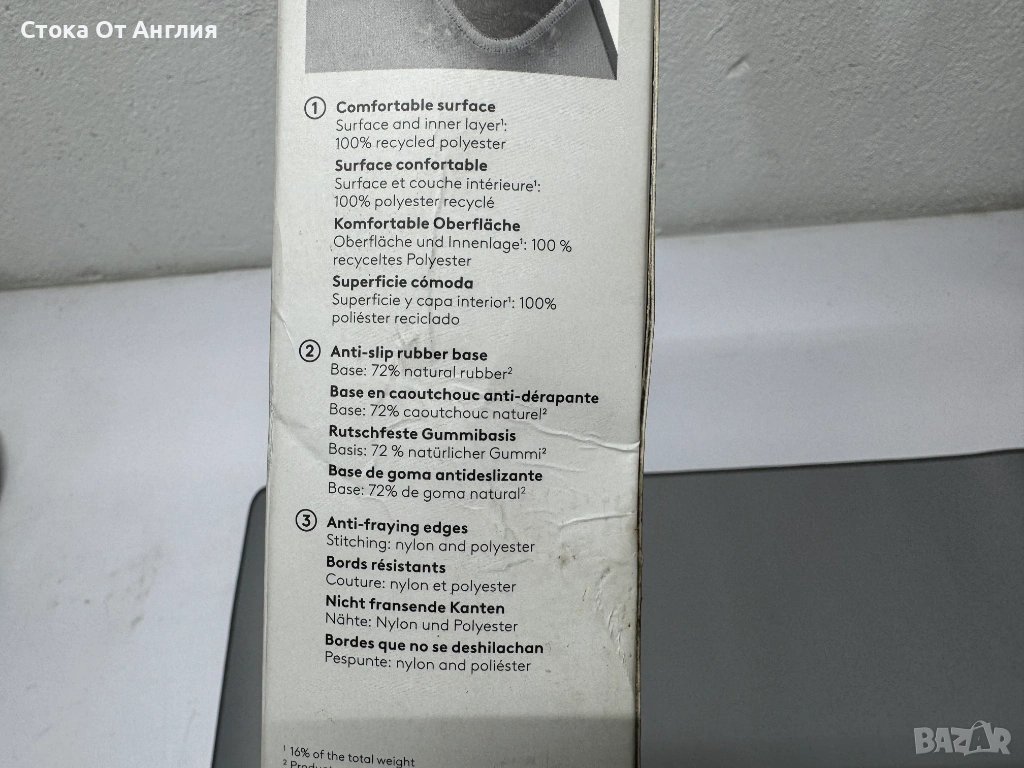 Стока От Англия
1 Comfortable surface
Surface and inner layer¹:
100% recycled polyester
Surface confortable
Surface et couche intérieure¹:
100% polyester recyclé
Komfortable Oberfläche
Oberfläche und Innenlage¹: 100 %
recyceltes Polyester
Superficie cómoda
Superficie y capa interior¹: 100%
poliéster reciclado
2 Anti-slip rubber base
Base: 72% natural rubber²
Base en caoutchouc anti-dérapante
Base: 72% caoutchouc naturel²
Rutschfeste Gummibasis
Basis: 72 % natürlicher Gummi²
Base de goma antideslizante
Base: 72% de goma natural²
3 Anti-fraying edges
Stitching: nylon and polyester
Bords résistants
Couture: nylon et polyester
Nicht fransende Kanten
Nähte: Nylon und Polyester
Bordes que no se deshilachan
Pespunte: nylon and poliéster
¹ 16% of the total weight
²
BAZAR